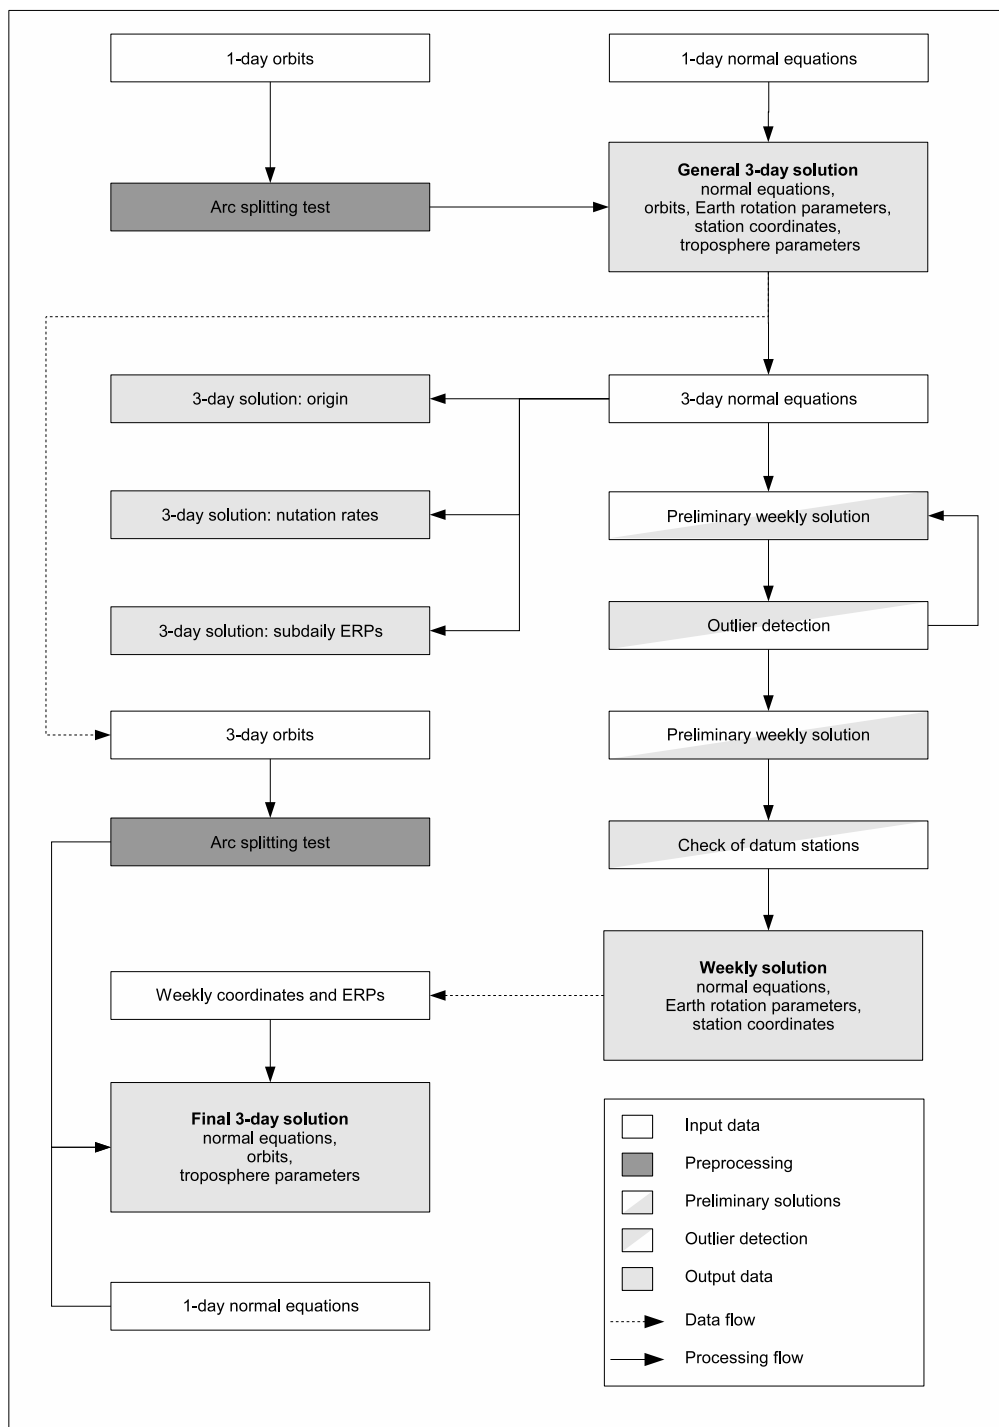 1-day orbits
1-day normal equations
General 3-day solution
normal equations,
orbits, Earth rotation parameters,
station coordinates,
troposphere parameters
Arc splitting test
3-day solution: origin
3-day normal equations
3-day solution: nutation rates
Preliminary weekly solution
3-day solution: subdaily ERPs
Outlier detection
3-day orbits
Preliminary weekly solution
Arc splitting test
Check of datum stations
Weekly coordinates and ERPs
Weekly solution
normal equations,
Earth rotation parameters,
station coordinates
Final 3-day solution
normal equations,
orbits,
troposphere parameters
1-day normal equations
Input data
Preprocessing
Preliminary solutions
Outlier detection
Output data
Data flow
Processing flow